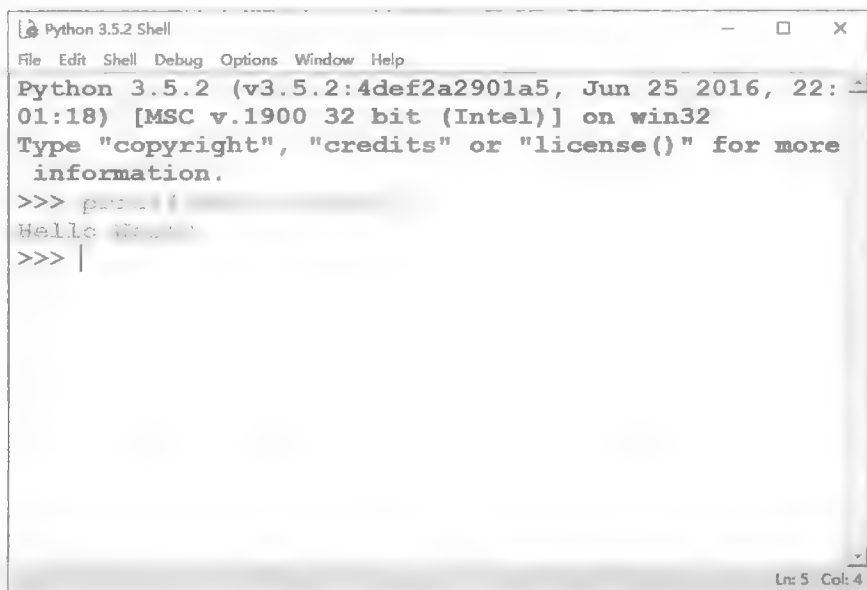 Python 3.5.2 Shell
File Edit Shell Debug Options Window Help
Python 3.5.2 (v3.5.2:4def2a2901a5, Jun 25 2016, 22:
01:18) [MSC v.1900 32 bit (Intel)] on win32
Type "copyright", "credits" or "license()" for more
information.
>>>
Hello
>>>
Ln: 5 Col: 4